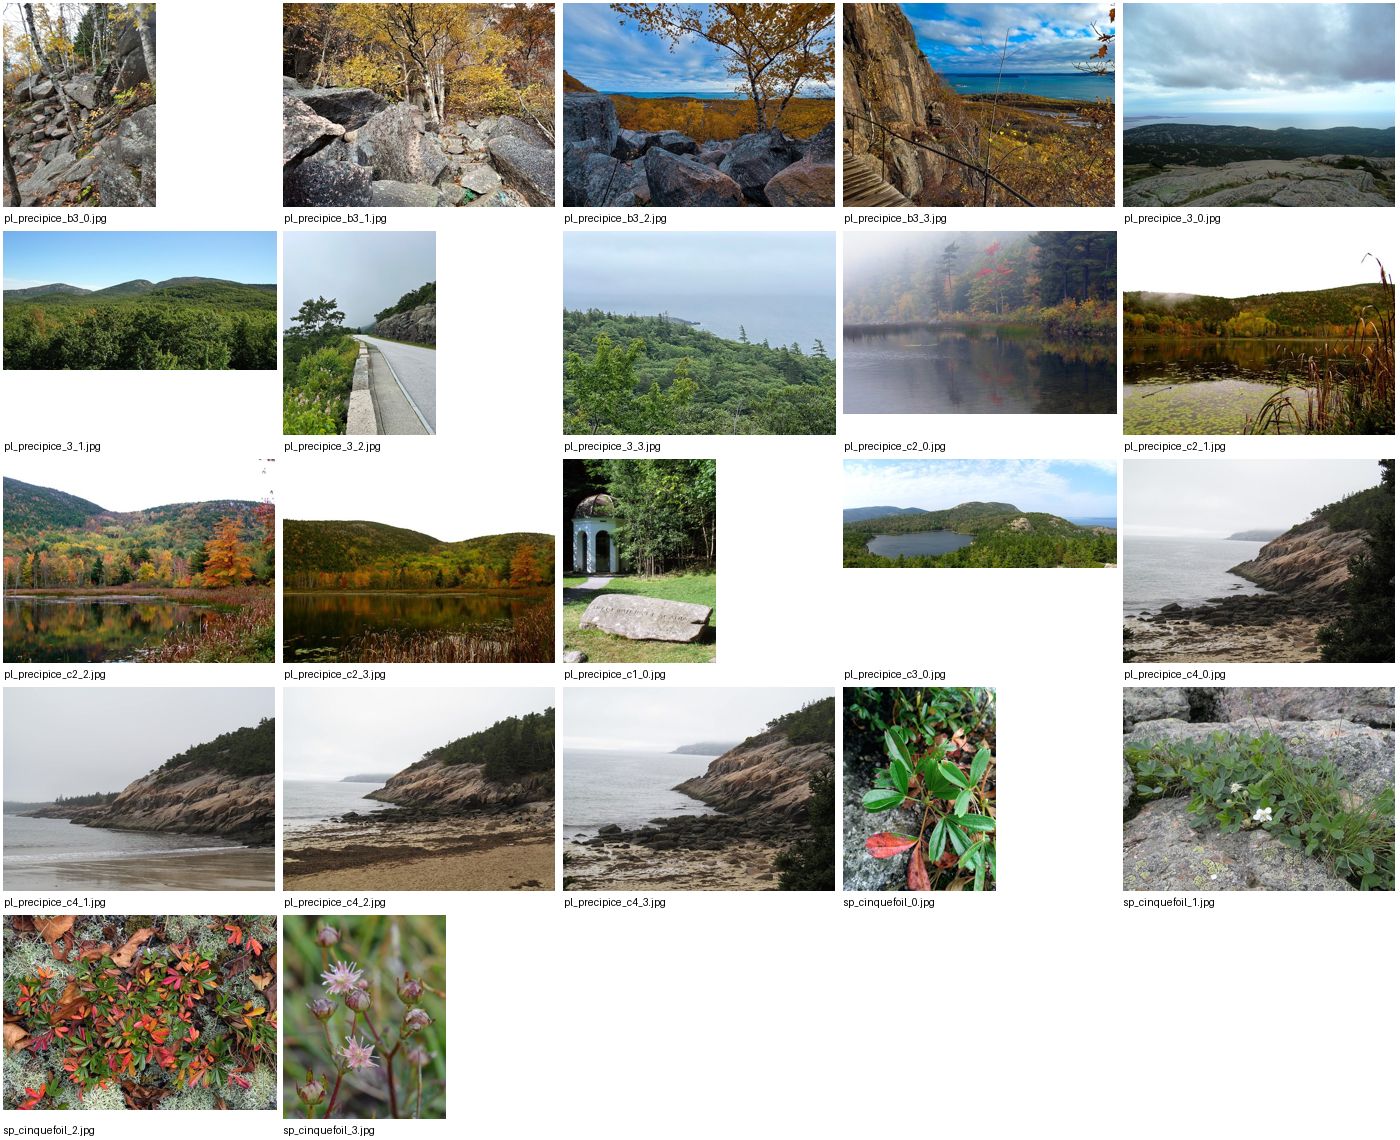 pl_precipice_b3_0.jpg
pl_precipice_b3_1.jpg
pl_precipice_b3_2.jpg
pl_precipice_b3_3.jpg
pl_precipice_3_0.jpg
pl_precipice_3_1.jpg
pl_precipice_3_2.jpg
pl_precipice_3_3.jpg
pl_precipice_c2_0.jpg
pl_precipice_c2_1.jpg
pl_precipice_c2_2.jpg
pl_precipice_c2_3.jpg
pl_precipice_c1_0.jpg
pl_precipice_c3_0.jpg
pl_precipice_c4_0.jpg
pl_precipice_c4_1.jpg
pl_precipice_c4_2.jpg
pl_precipice_c4_3.jpg
sp_cinquefoil_0.jpg
sp_cinquefoil_1.jpg
sp_cinquefoil_2.jpg
sp_cinquefoil_3.jpg